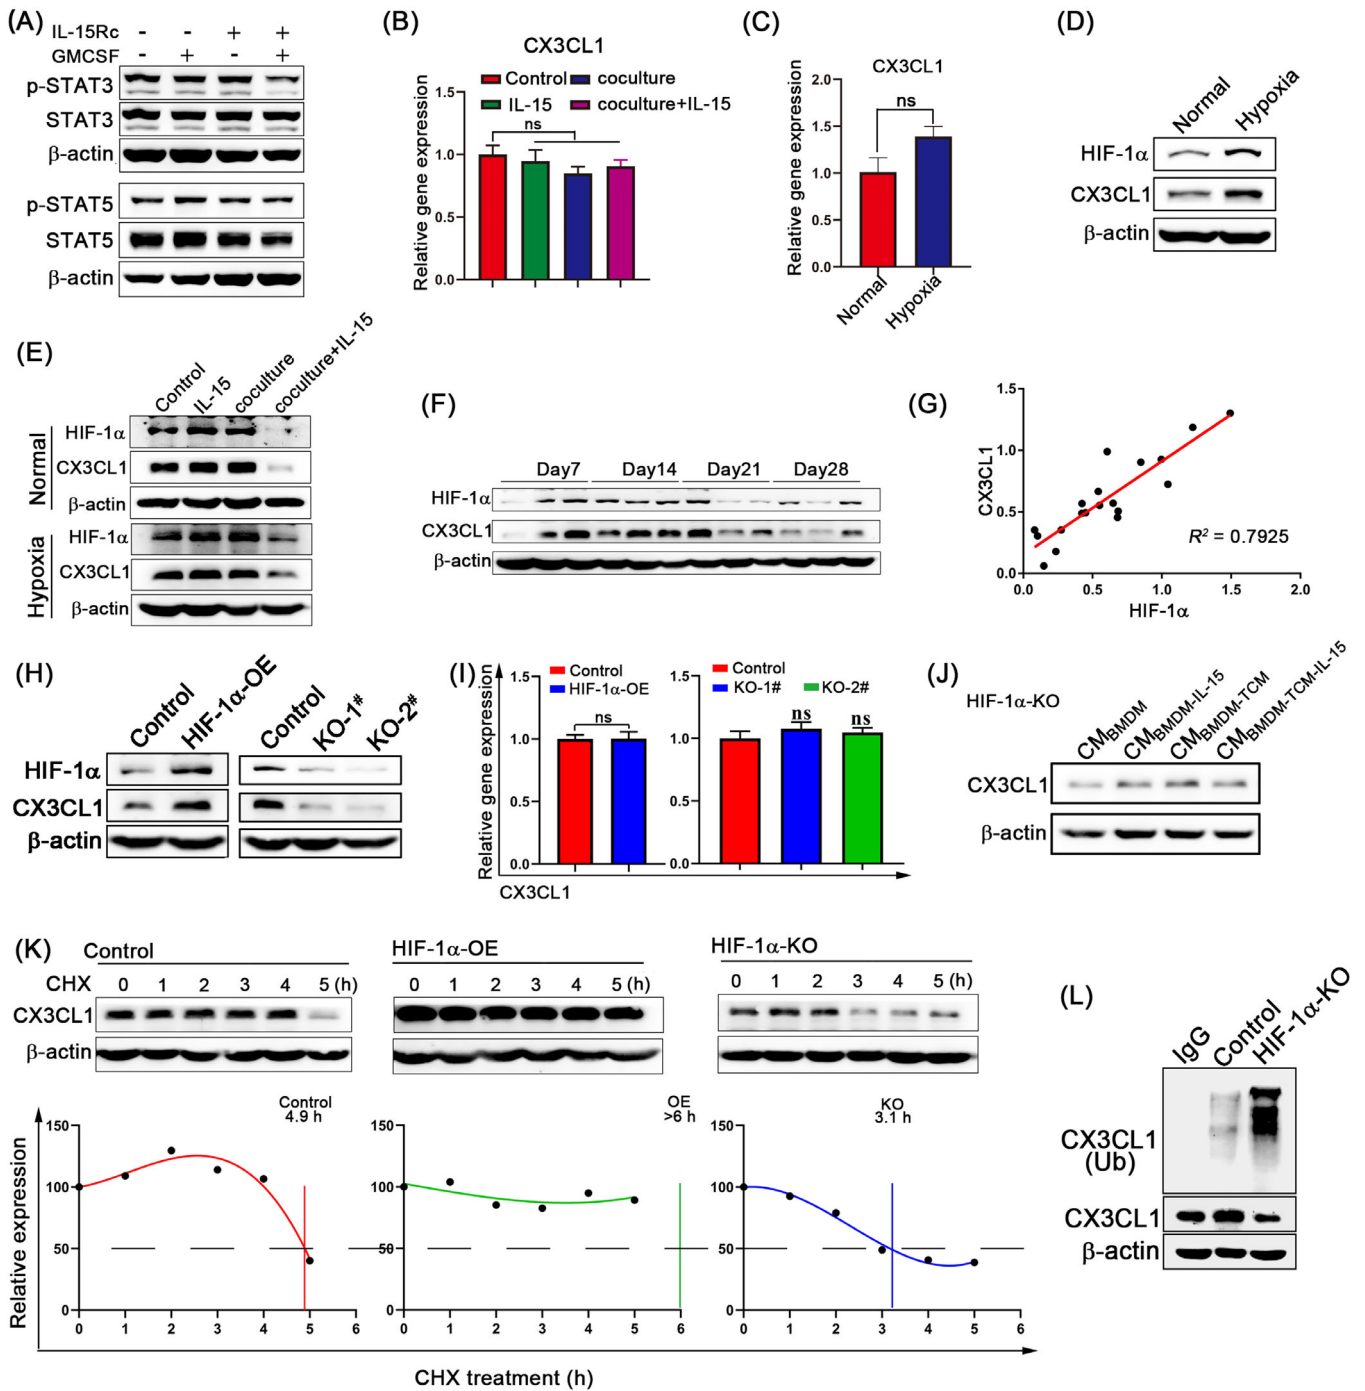 (A)
IL-15Rc - - + +
GMCSF - + - +
p-STAT3
STAT3
β-actin
p-STAT5
STAT5
β-actin
(B)
CX3CL1
Control coculture
IL-15 coculture+IL-15
Relative gene expression
1.5
1.0
0.5
0.0
ns
(C)
CX3CL1
Relative gene expression
2.0
1.5
1.0
0.5
0.0
ns
Normal Hypoxia
(D)
Normal Hypoxia
HIF-1α
CX3CL1
β-actin
(E)
Control IL-15 coculture coculture+IL-15
Normal
HIF-1α
CX3CL1
β-actin
Hypoxia
HIF-1α
CX3CL1
β-actin
(F)
Day7 Day14 Day21 Day28
HIF-1α
CX3CL1
β-actin
(G)
CX3CL1
1.5
1.0
0.5
0.0
R² = 0.7925
0.0 0.5 1.0 1.5 2.0
HIF-1α
(H)
Control HIF-1α-OE Control KO-1# KO-2#
HIF-1α
CX3CL1
β-actin
(I)
Relative gene expression
Control
HIF-1α-OE
1.5
1.0
0.5
0.0
ns
Control
KO-1# KO-2#
1.5
1.0
0.5
0.0
ns ns
CX3CL1
(J)
HIF-1α-KO
CMBMDM CMBMDM-IL-15 CMBMDM-TCM CMBMDM-TCM-IL-15
CX3CL1
β-actin
(K)
Control HIF-1α-OE HIF-1α-KO
CHX 0 1 2 3 4 5 (h) 0 1 2 3 4 5 (h) 0 1 2 3 4 5 (h)
CX3CL1
β-actin
Relative expression
Control
4.9 h
150
100
50
0
0 1 2 3 4 5 6
OE
>6 h
150
100
50
0
0 1 2 3 4 5 6
KO
3.1 h
150
100
50
0
0 1 2 3 4 5 6
CHX treatment (h)
(L)
IgG Control HIF-1α-KO
CX3CL1
(Ub)
CX3CL1
β-actin